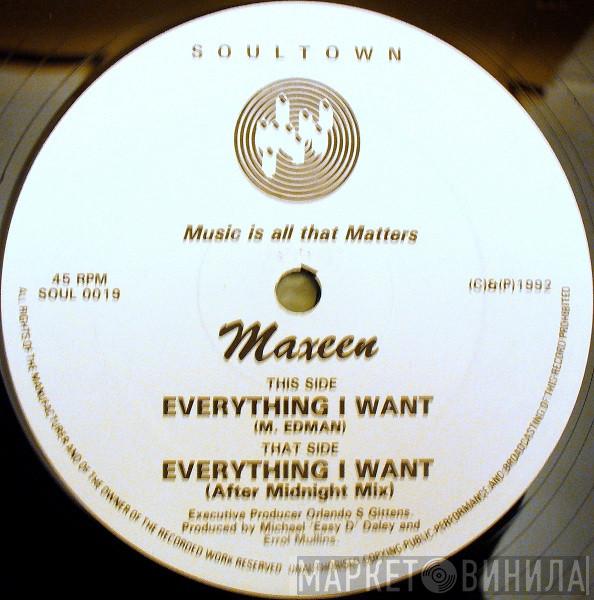 SOULTOWN
Music is all that Matters
45 RPM
SOUL 0019
(C)&(P)1992
Maxeen
THIS SIDE
EVERYTHING I WANT
(M. EDMAN)
THAT SIDE
EVERYTHING I WANT
(After Midnight Mix)
Executive Producer Orlando S Gittens.
Produced by Michael 'Easy D' Daley and
Errol Mullins.
ALL RIGHTS OF THE MANUFACTURER AND OF THE OWNER OF THE RECORDED WORK RESERVED UNAUTHORISED COPYING PUBLIC PERFORMANCE AND BROADCASTING OF THIS RECORD PROHIBITED
МАРКЕТ ВИНИЛА